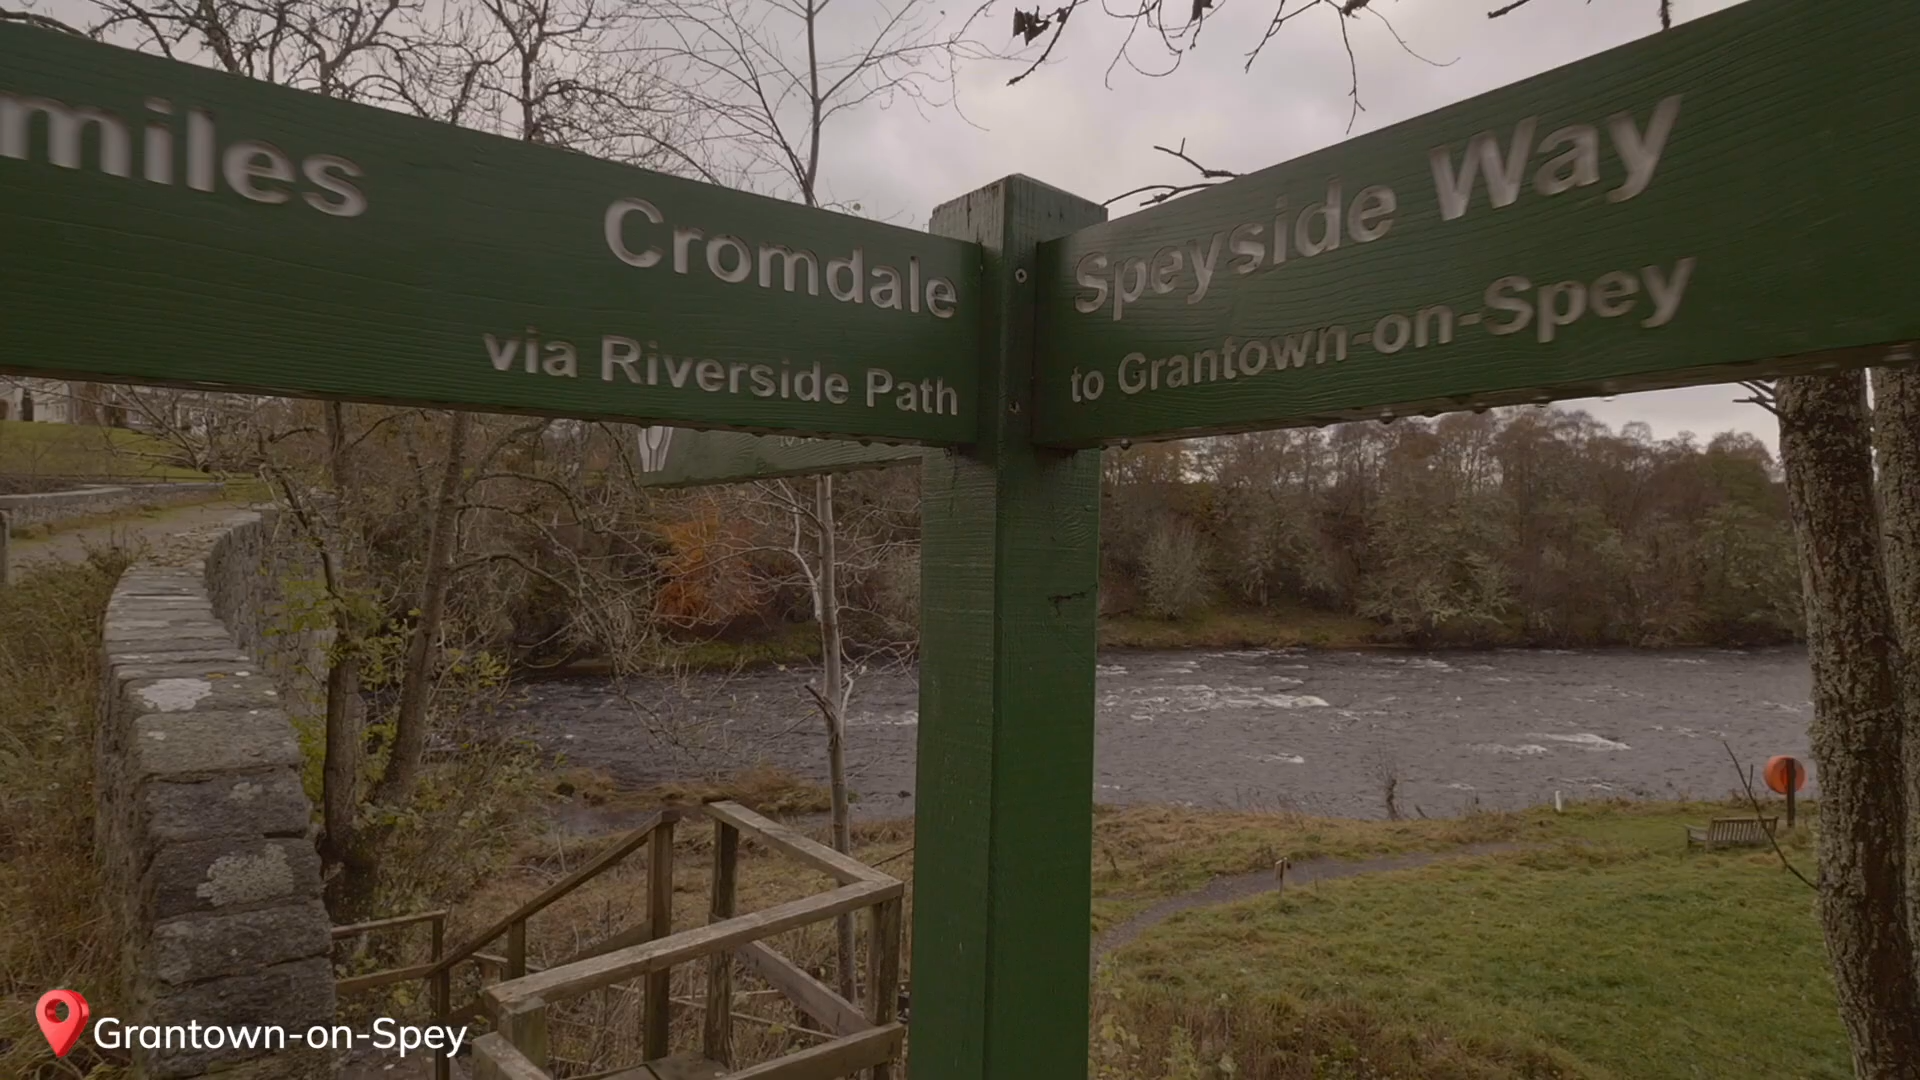 miles
Cromdale
via Riverside Path
Speyside Way
to Grantown-on-Spey
Grantown-on-Spey